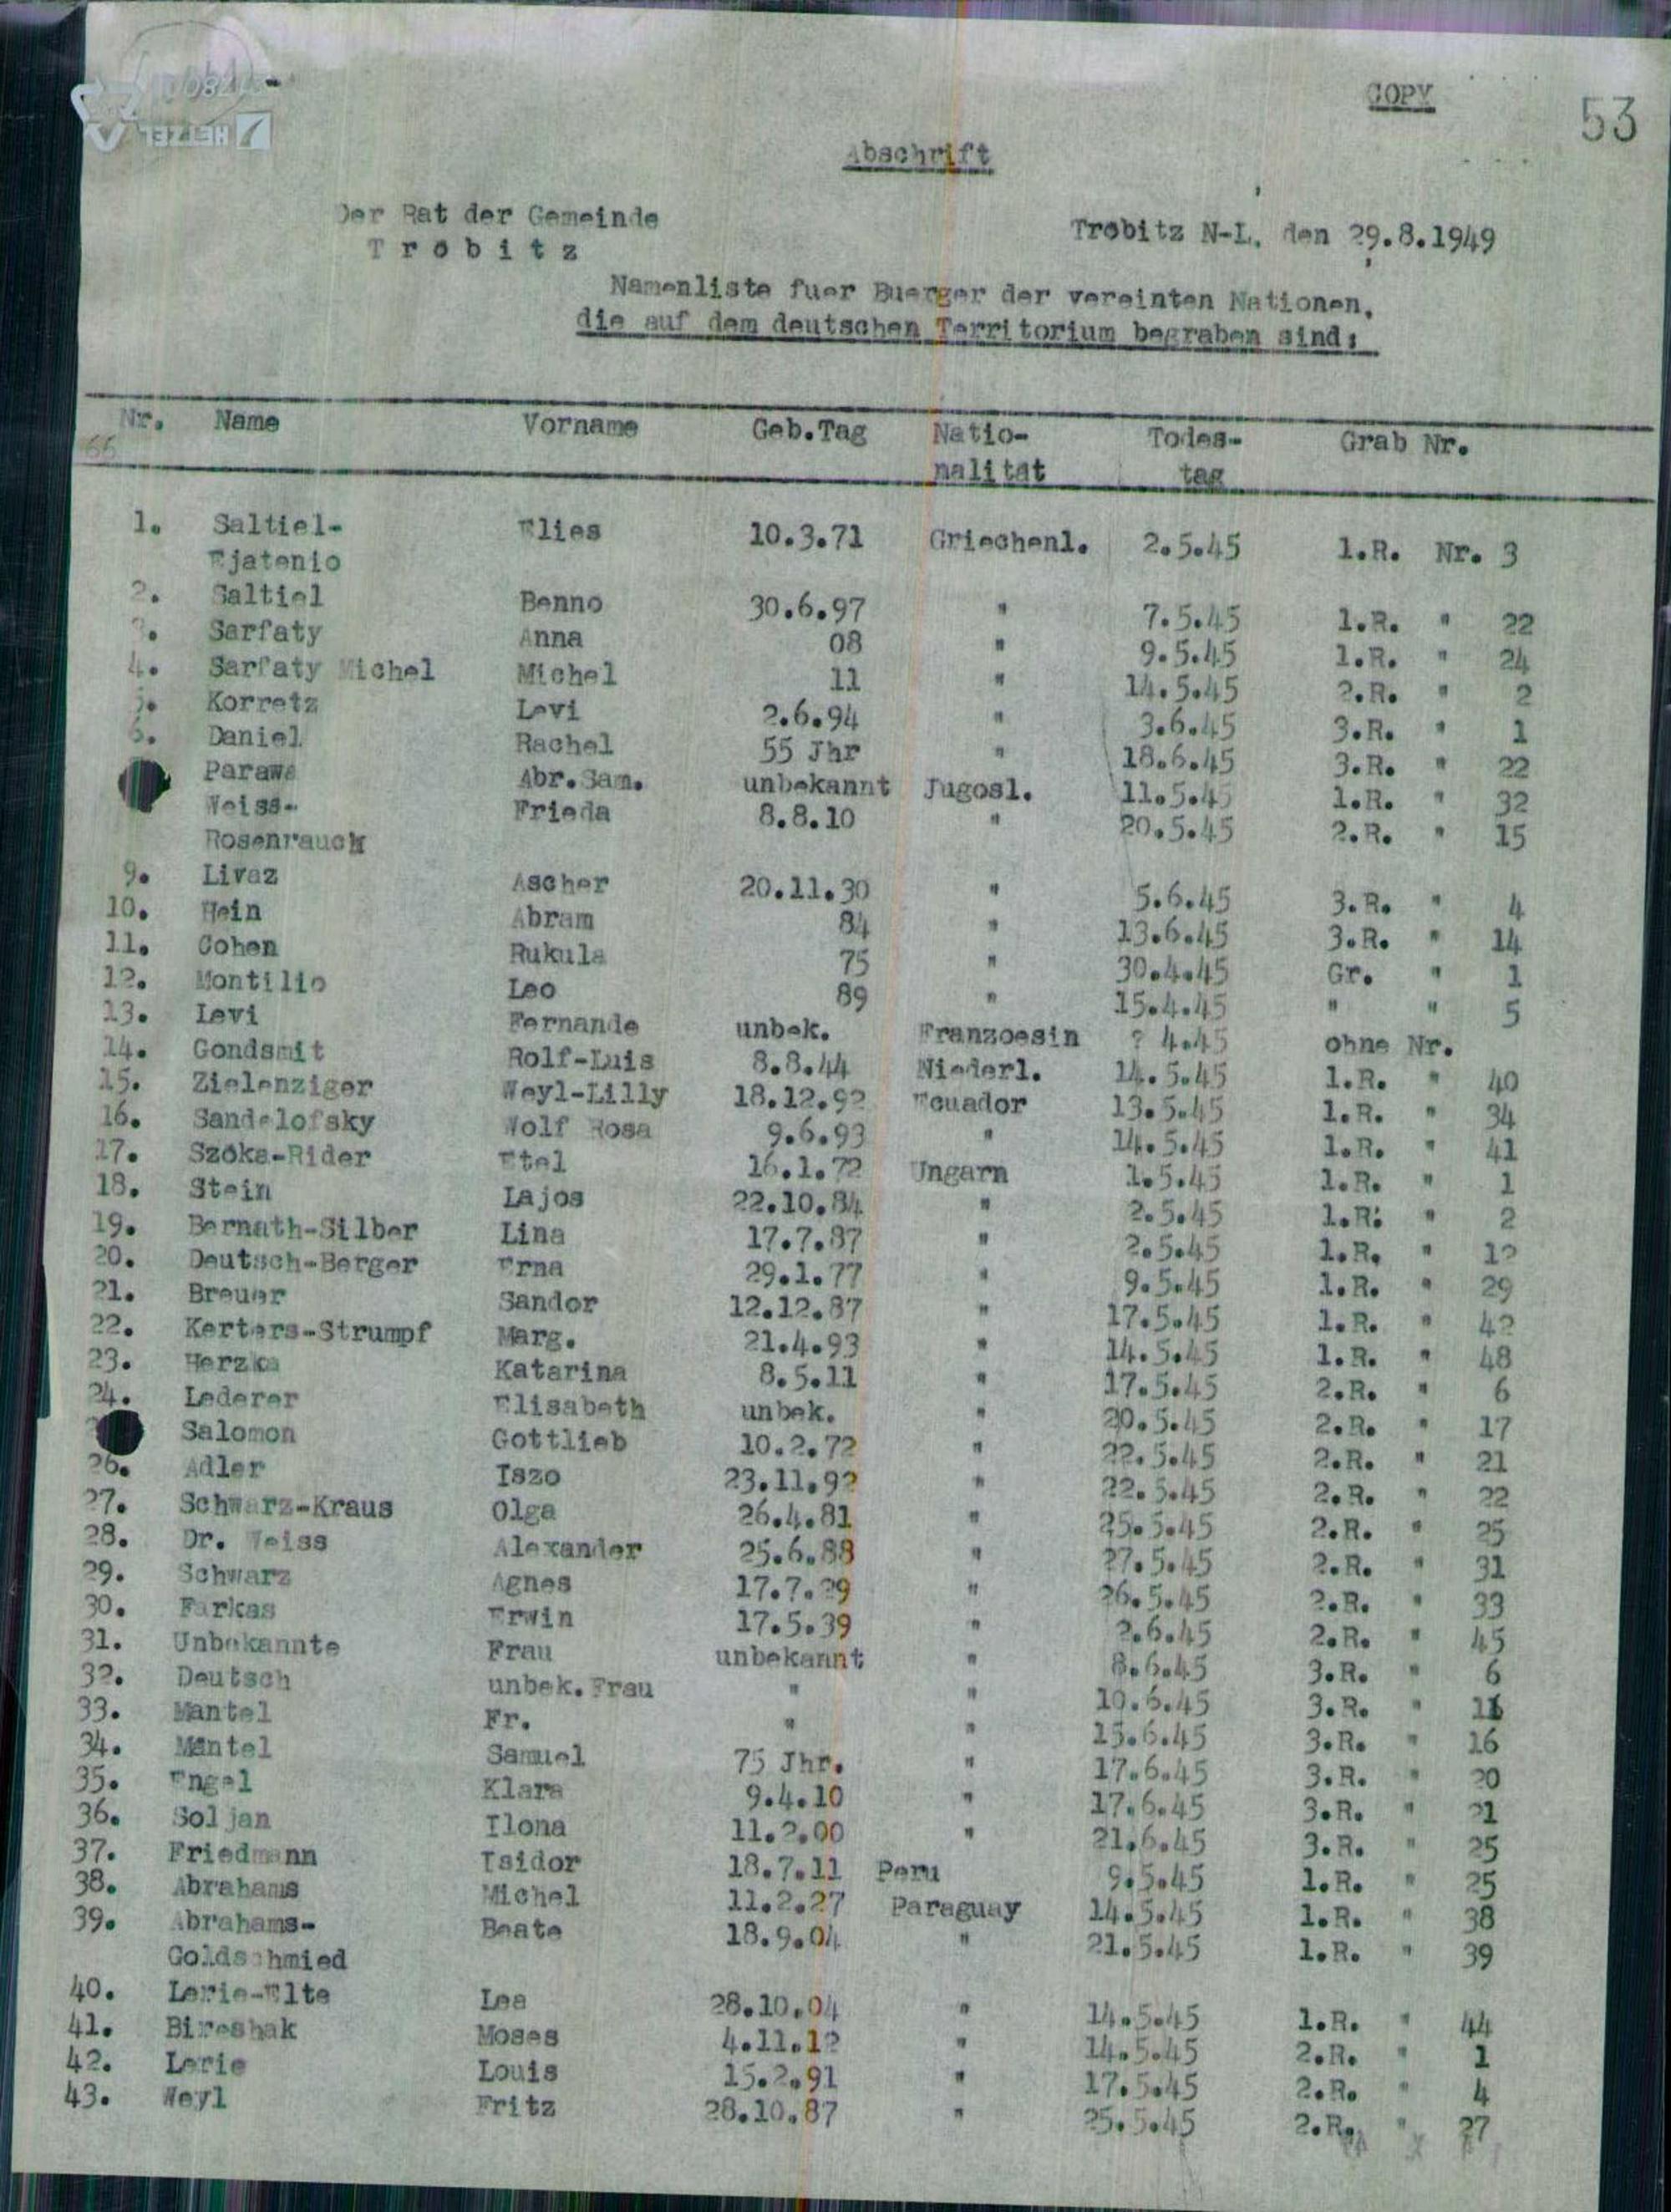 COPY
53
Abschrift
Der Rat der Gemeinde
Tröbitz
Tröbitz N-L. den 29.8.1949
Namenliste fuer Buerger der vereinten Nationen,
die auf dem deutschen Territorium begraben sind:
Nr. Name Vorname Geb.Tag Natio- Todes- Grab Nr.
66 nalität tag
1. Saltiel- Elies 10.3.71 Griechenl. 2.5.45 1.R. Nr. 3
Ejatenio
2. Saltiel Benno 30.6.97 " 7.5.45 1.R. " 22
Sarfaty Anna 08 " 9.5.45 1.R. " 24
4. Sarfaty Michel Michel 11 " 14.5.45 2.R. " 2
5. Korretz Levi 2.6.94 " 3.6.45 3.R. " 1
6. Daniel Rachel 55 Jhr " 18.6.45 3.R. " 22
Parawa Abr.Sam. unbekannt Jugosl. 11.5.45 1.R. " 32
Weiss- Frieda 8.8.10 " 20.5.45 2.R. " 15
Rosenrauch
9. Livaz Ascher 20.11.30 " 5.6.45 3.R. " 4
10. Hein Abram 84 " 13.6.45 3.R. " 14
11. Cohen Rukula 75 " 30.4.45 Gr. " 1
12. Montilio Leo 89 " 15.4.45 " " 5
13. Levi Fernande unbek. Franzoesin ? 4.45 ohne Nr.
14. Gondsmit Rolf-Luis 8.8.44 Niederl. 14.5.45 1.R. " 40
15. Zielenziger Weyl-Lilly 18.12.92 Ecuador 13.5.45 1.R. " 34
16. Sandelofsky Wolf Rosa 9.6.93 " 14.5.45 1.R. " 41
17. Szöka-Rider Etel 16.1.72 Ungarn 1.5.45 1.R. " 1
18. Stein Lajos 22.10.84 " 2.5.45 1.R: " 2
19. Bernath-Silber Lina 17.7.87 " 2.5.45 1.R. " 12
20. Deutsch-Berger Erna 29.1.77 " 9.5.45 1.R. " 29
21. Breuer Sandor 12.12.87 " 17.5.45 1.R. " 42
22. Kerters-Strumpf Marg. 21.4.93 " 14.5.45 1.R. " 48
23. Herzka Katarina 8.5.11 " 17.5.45 2.R. " 6
24. Lederer Elisabeth unbek. " 20.5.45 2.R. " 17
Salomon Gottlieb 10.2.72 " 22.5.45 2.R. " 21
26. Adler Iszo 23.11.92 " 22.5.45 2.R. " 22
27. Schwarz-Kraus Olga 26.4.81 " 25.5.45 2.R. " 25
28. Dr. Weiss Alexander 25.6.88 " 27.5.45 2.R. " 31
29. Schwarz Agnes 17.7.29 " 26.5.45 2.R. " 33
30. Farkas Erwin 17.5.39 " 2.6.45 2.R. " 45
31. Unbekannte Frau unbekannt " 8.6.45 3.R. " 6
32. Deutsch unbek.Frau " " 10.6.45 3.R. "
33. Mantel Fr. " " 15.6.45 3.R. " 16
34. Mantel Samuel 75 Jhr. " 17.6.45 3.R. " 20
35. Engel Klara 9.4.10 " 17.6.45 3.R. " 21
36. Soljan Ilona 11.2.00 " 21.6.45 3.R. " 25
37. Friedmann Isidor 18.7.11 Peru 9.5.45 1.R. " 25
38. Abrahams Michel 11.2.27 Paraguay 14.5.45 1.R. " 38
39. Abrahams- Beate 18.9.04 " 21.5.45 1.R. " 39
Goldschmied
40. Lerie-Elte Lea 28.10.04 " 14.5.45 1.R. " 44
41. Bireshak Moses 4.11.12 " 14.5.45 2.R. " 1
42. Lerie Louis 15.2.91 " 17.5.45 2.R. " 4
43. Weyl Fritz 28.10.87 " 25.5.45 2.R. " 27